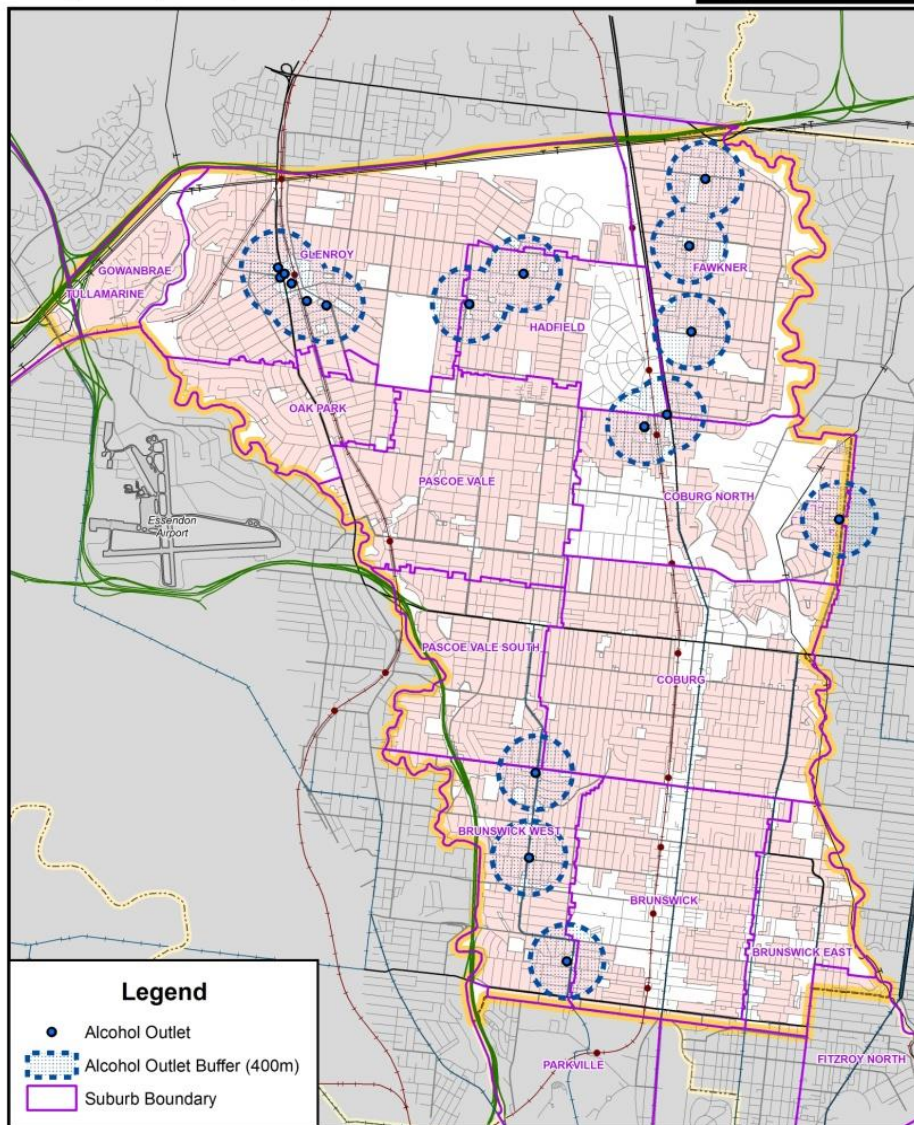 GLENROY
GOWANBRAE
TULLAMARINE
FAWKNER
HADFIELD
OAK PARK
PASCOE VALE
COBURG NORTH
Essendon
Airport
PASCOE VALE SOUTH
COBURG
BRUNSWICK WEST
BRUNSWICK
BRUNSWICK EAST
FITZROY NORTH
PARKVILLE
Legend
Alcohol Outlet
Alcohol Outlet Buffer (400m)
Suburb Boundary